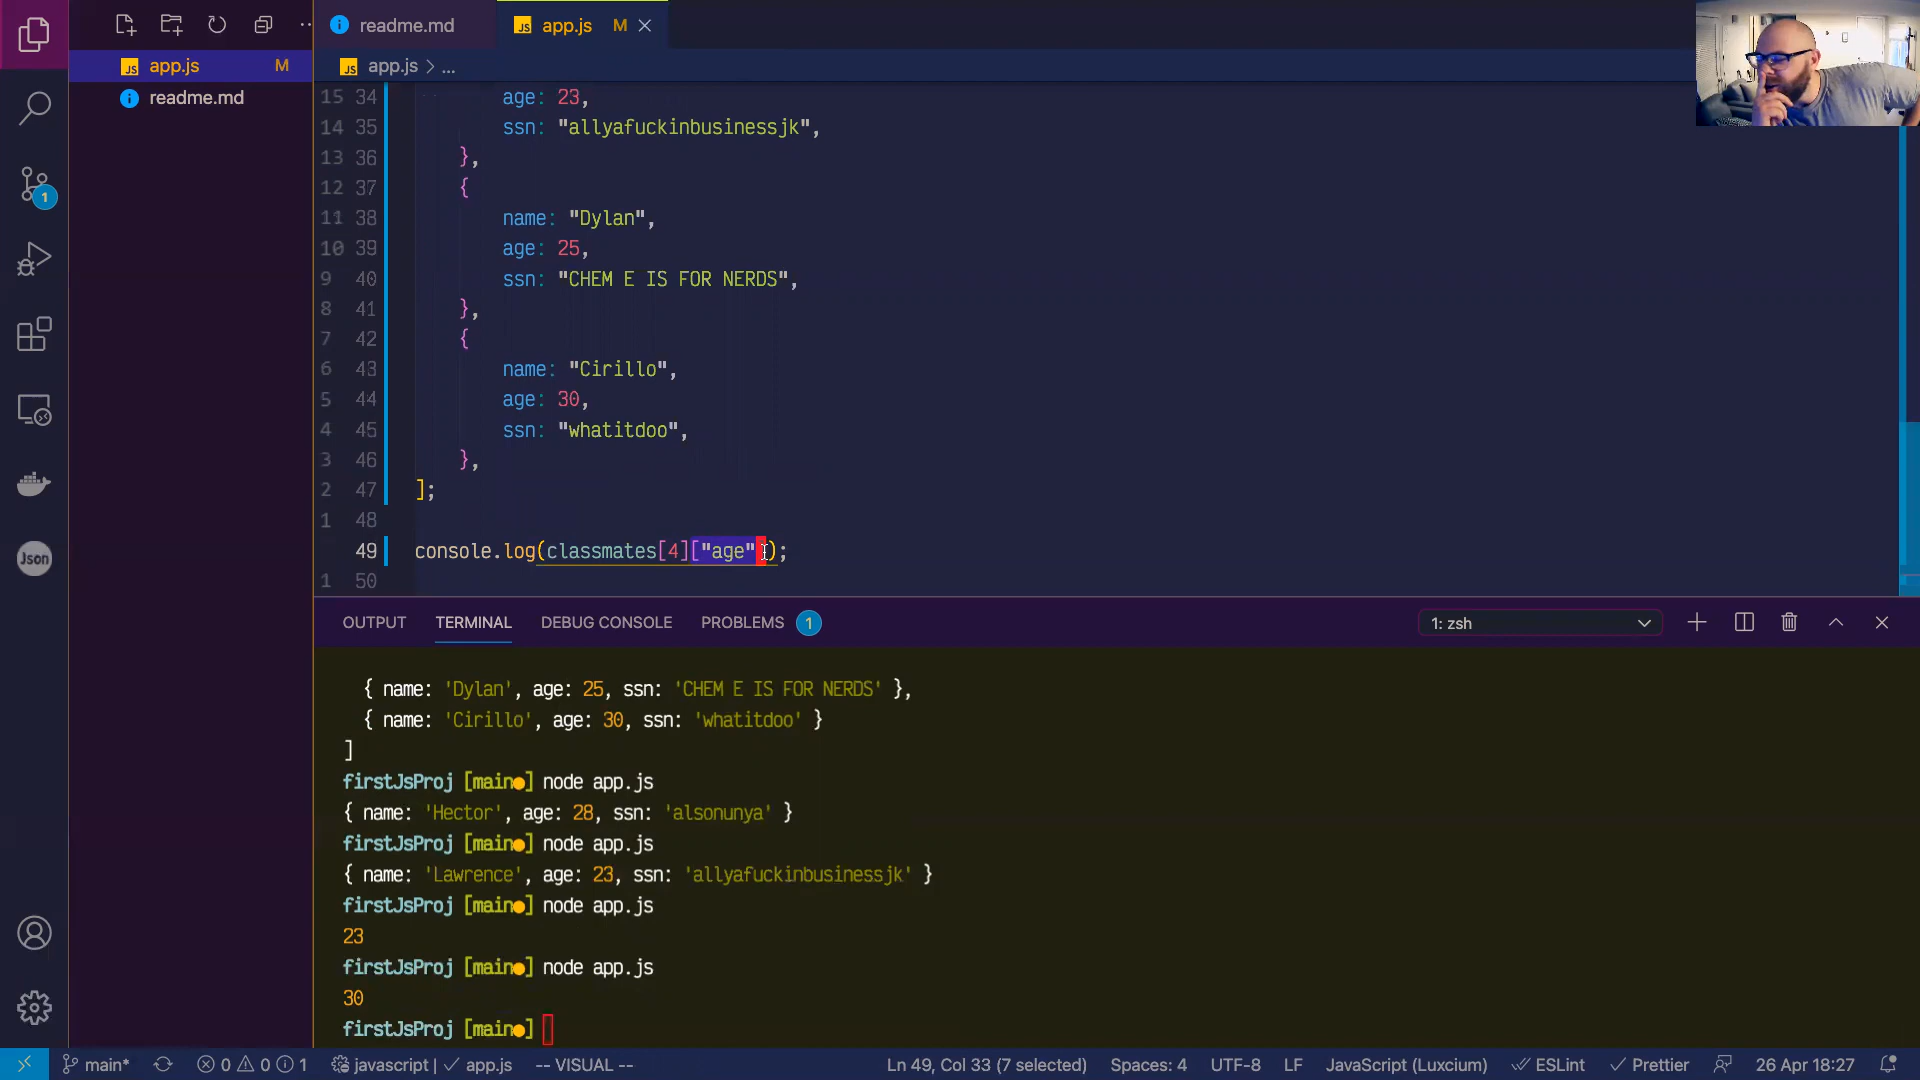 readme.md
app.js M
app.js M
readme.md
app.js > ...
15 34 age: 23,
14 35 ssn: "allyafuckinbusinessjk",
13 36 },
12 37 {
11 38 name: "Dylan",
10 39 age: 25,
9 40 ssn: "CHEM E IS FOR NERDS",
8 41 },
7 42 {
6 43 name: "Cirillo",
5 44 age: 30,
4 45 ssn: "whatitdoo",
3 46 },
2 47 ];
1 48
49 console.log(classmates[4]["age"]);
1 50
1
Json
OUTPUT TERMINAL DEBUG CONSOLE PROBLEMS 1 1: zsh
{ name: 'Dylan', age: 25, ssn: 'CHEM E IS FOR NERDS' },
{ name: 'Cirillo', age: 30, ssn: 'whatitdoo' }
]
firstJsProj [main●] node app.js
{ name: 'Hector', age: 28, ssn: 'alsonunya' }
firstJsProj [main●] node app.js
{ name: 'Lawrence', age: 23, ssn: 'allyafuckinbusinessjk' }
firstJsProj [main●] node app.js
23
firstJsProj [main●] node app.js
30
firstJsProj [main●]
main* 0 0 1 javascript | ✓ app.js -- VISUAL -- Ln 49, Col 33 (7 selected) Spaces: 4 UTF-8 LF JavaScript (Luxcium) ESLint ✓ Prettier 26 Apr 18:27